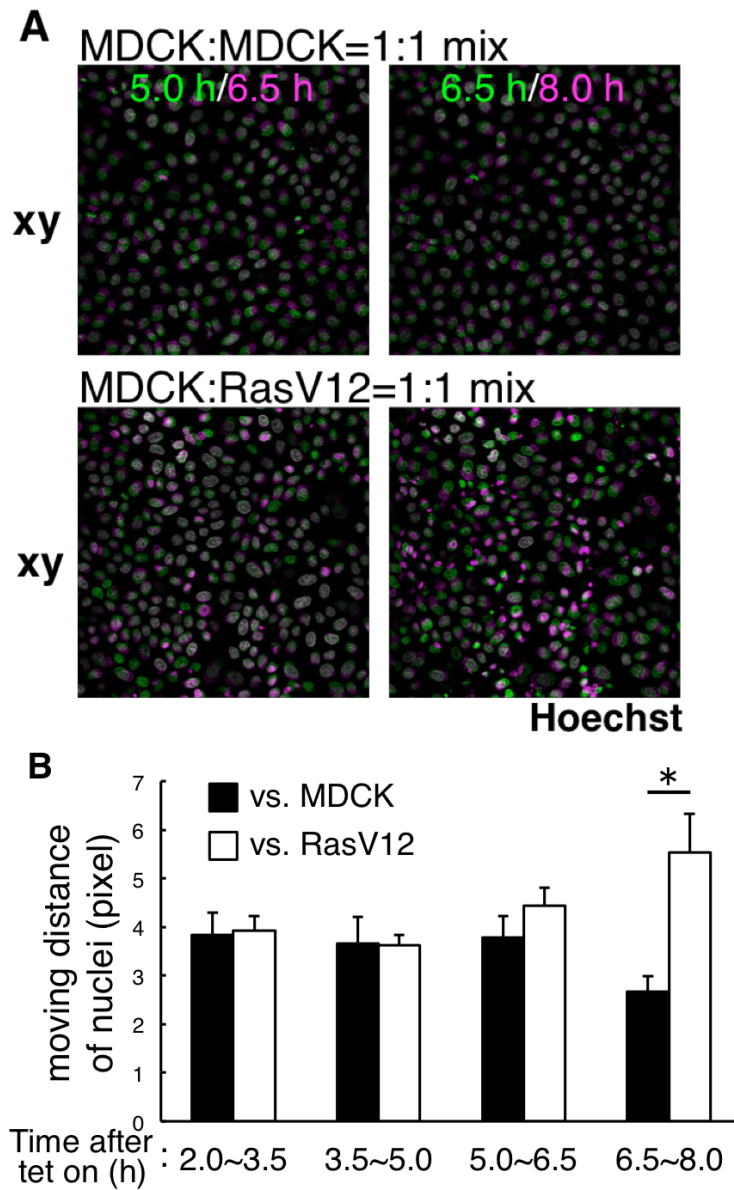 A
MDCK:MDCK=1:1 mix
5.0 h/6.5 h
6.5 h/8.0 h
xy
MDCK:RasV12=1:1 mix
xy
Hoechst
B
7
6
5
4
3
2
1
0
moving distance
of nuclei (pixel)
vs. MDCK
vs. RasV12
*
Time after
tet on (h)
: 2.0~3.5 3.5~5.0 5.0~6.5 6.5~8.0